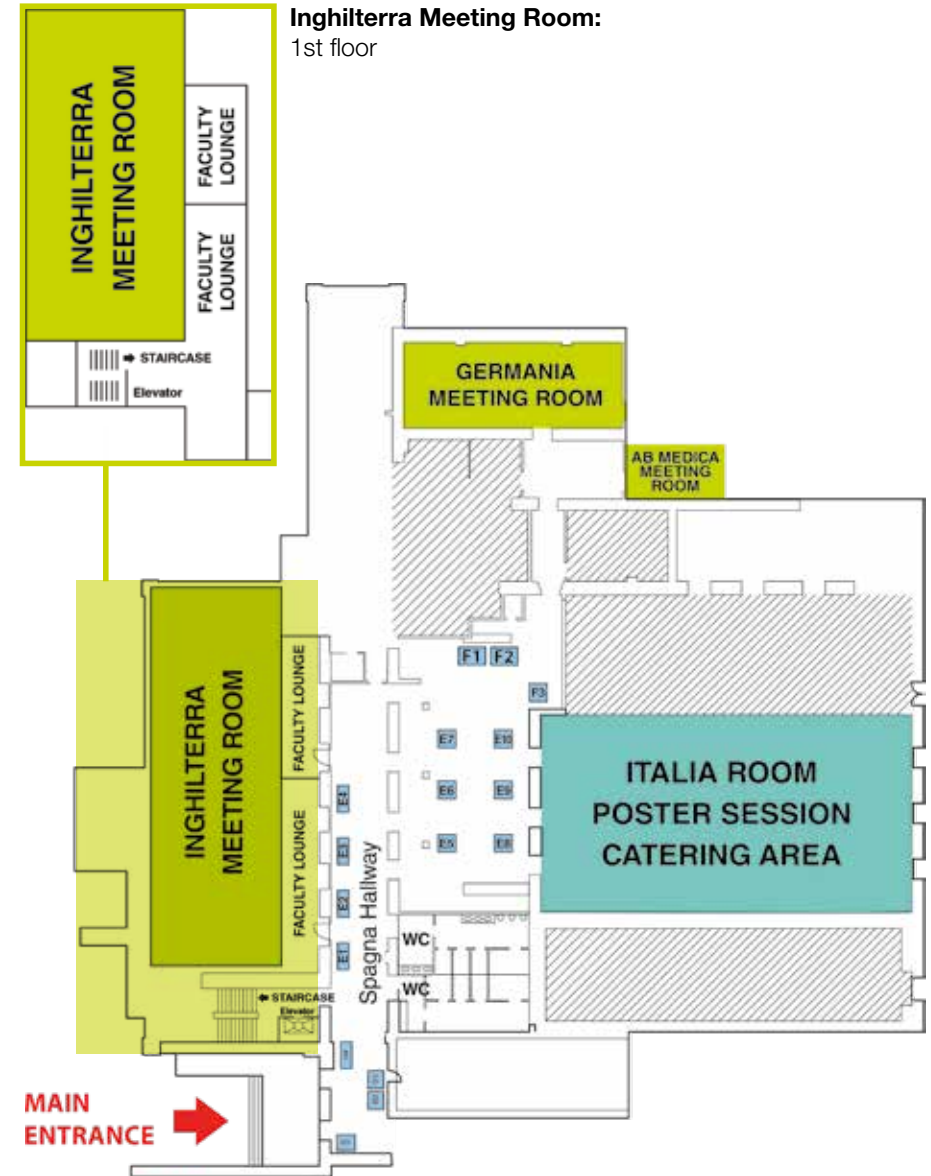 Inghilterra Meeting Room:
1st floor
INGHILTERRA
MEETING ROOM
FACULTY
LOUNGE
FACULTY
LOUNGE
STAIRCASE
Elevator
GERMANIA
MEETING ROOM
AB MEDICA
MEETING
ROOM
F1 F2
F3
INGHILTERRA
MEETING ROOM
FACULTY LOUNGE
FACULTY LOUNGE
E4
E3
E2
E1
Spagna Hallway
E7 E10
E6 E9
E5 E8
ITALIA ROOM
POSTER SESSION
CATERING AREA
WC
WC
STAIRCASE
Elevator
MAIN
ENTRANCE